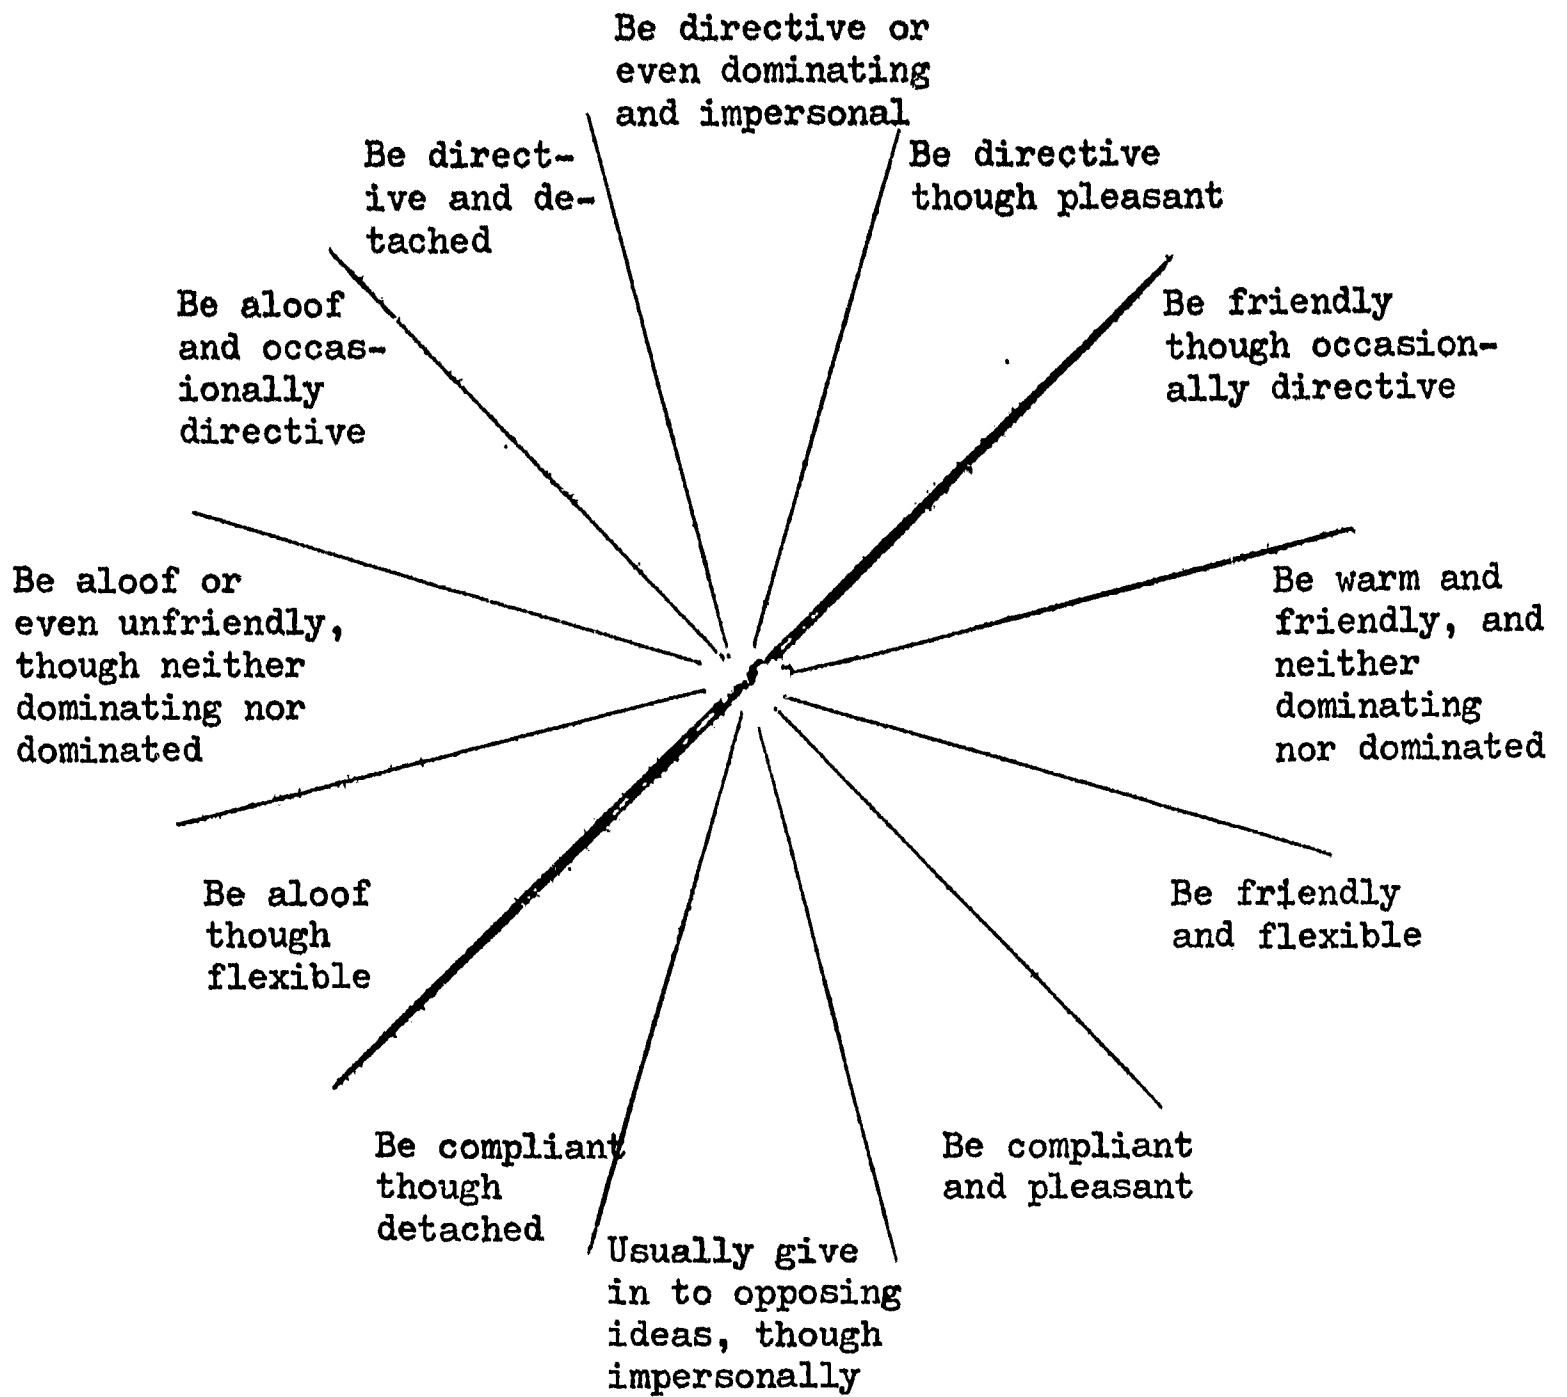 Be directive or
even dominating
and impersonal
Be direct-
ive and de-
tached
Be directive
though pleasant
Be aloof
and occas-
ionally
directive
Be friendly
though occasion-
ally directive
Be aloof or
even unfriendly,
though neither
dominating nor
dominated
Be warm and
friendly, and
neither
dominating
nor dominated
Be aloof
though
flexible
Be friendly
and flexible
Be compliant
though
detached
Be compliant
and pleasant
Usually give
in to opposing
ideas, though
impersonally